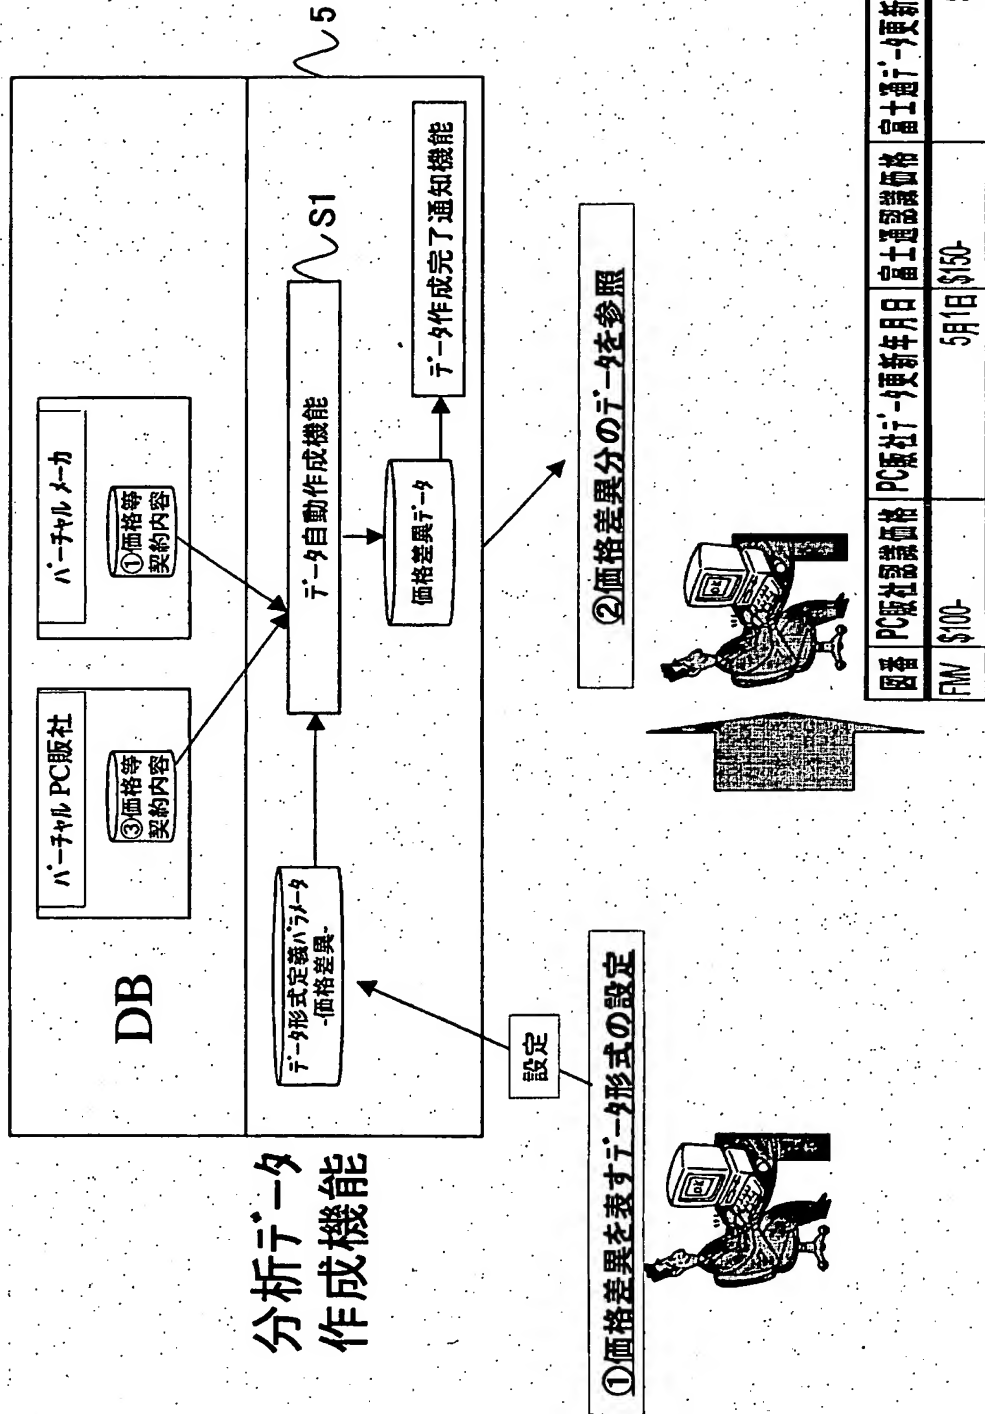 分析データ
作成機能
DB
バーチャル PC販社
③価格等
契約内容
バーチャル メーカ
①価格等
契約内容
5
データ形式定義パラメータ
-価格差異-
データ自動作成機能
S1
価格差異データ
データ作成完了通知機能
設定
①価格差異を表すデータ形式の設定
②価格差異分のデータを参照
図番 PC販社認識価格 PC販社データ更新年月日 富士通認識価格 富士通データ更新
FMV $100- 5月1日 $150-